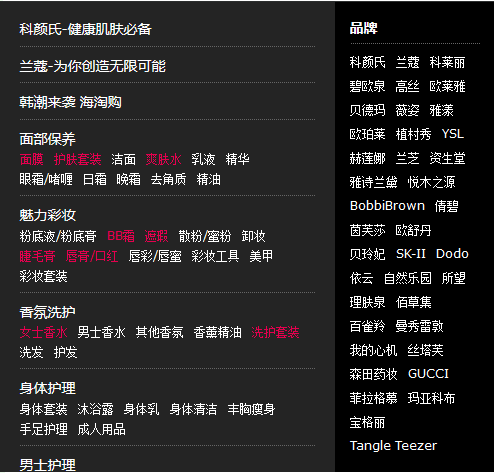 科颜氏-健康肌肤必备
兰蔻-为你创造无限可能
韩潮来袭 海淘购
面部保养
面膜 护肤套装 洁面 爽肤水 乳液 精华
眼霜/啫喱 日霜 晚霜 去角质 精油
魅力彩妆
粉底液/粉底膏 BB霜 遮瑕 散粉/蜜粉 卸妆
睫毛膏 唇膏/口红 唇彩/唇蜜 彩妆工具 美甲
彩妆套装
香氛洗护
女士香水 男士香水 其他香氛 香薰精油 洗护套装
洗发 护发
身体护理
身体套装 沐浴露 身体乳 身体清洁 丰胸瘦身
手足护理 成人用品
男士护理
品牌
科颜氏 兰蔻 科莱丽
碧欧泉 高丝 欧莱雅
贝德玛 薇姿 雅漾
欧珀莱 植村秀 YSL
赫莲娜 兰芝 资生堂
雅诗兰黛 悦木之源
BobbiBrown 倩碧
茵芙莎 欧舒丹
贝玲妃 SK-II Dodo
依云 自然乐园 所望
理肤泉 佰草集
百雀羚 曼秀雷敦
我的心机 丝塔芙
森田药妆 GUCCI
菲拉格慕 玛亚科布
宝格丽
Tangle Teezer